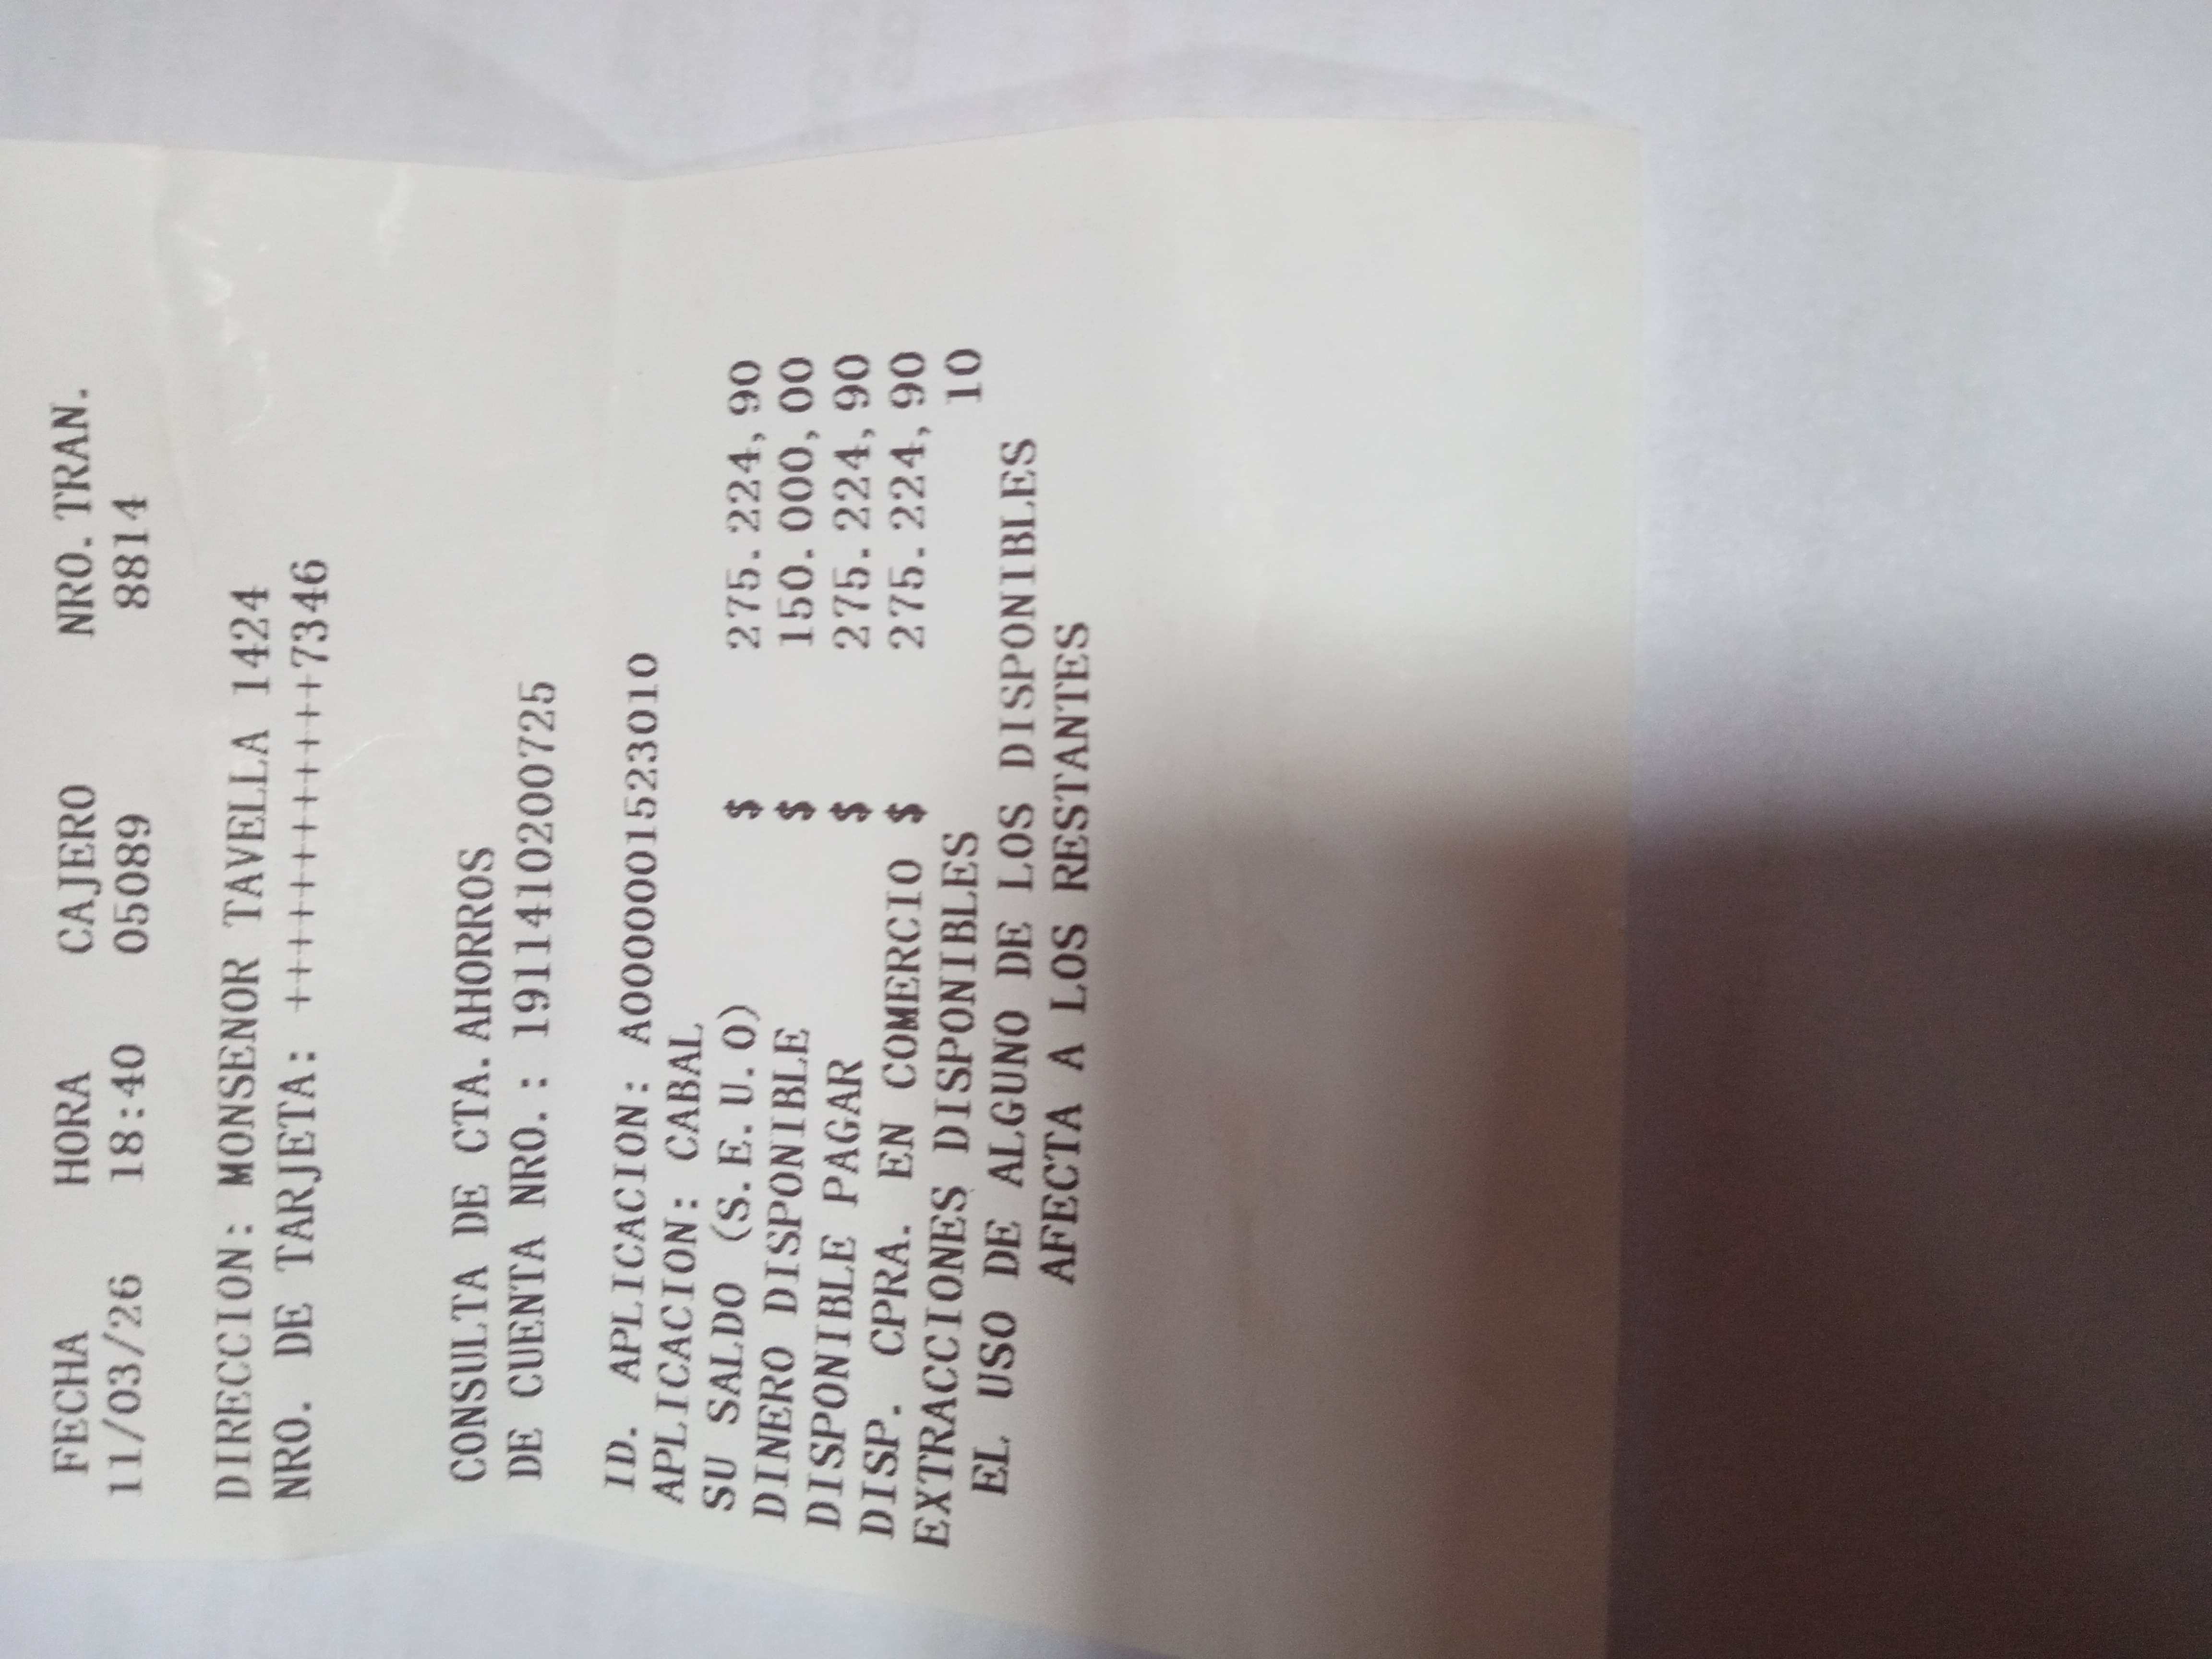 FECHA HORA CAJERO NRO. TRAN.
11/03/26 18:40 05089 8814
DIRECCION: MONSENOR TAVELLA 1424
NRO. DE TARJETA: ++++++++++++7346
CONSULTA DE CTA. AHORROS
DE CUENTA NRO.: 191141020200725
ID. APLICACION: A0000001523010
APLICACION: CABAL
SU SALDO (S.E.U.O) $ 275.224,90
DINERO DISPONIBLE $ 150.000,00
DISPONIBLE PAGAR $ 275.224,90
DISP. CPRA. EN COMERCIO $ 275.224,90
EXTRACCIONES DISPONIBLES 10
EL USO DE ALGUNO DE LOS DISPONIBLES
AFECTA A LOS RESTANTES